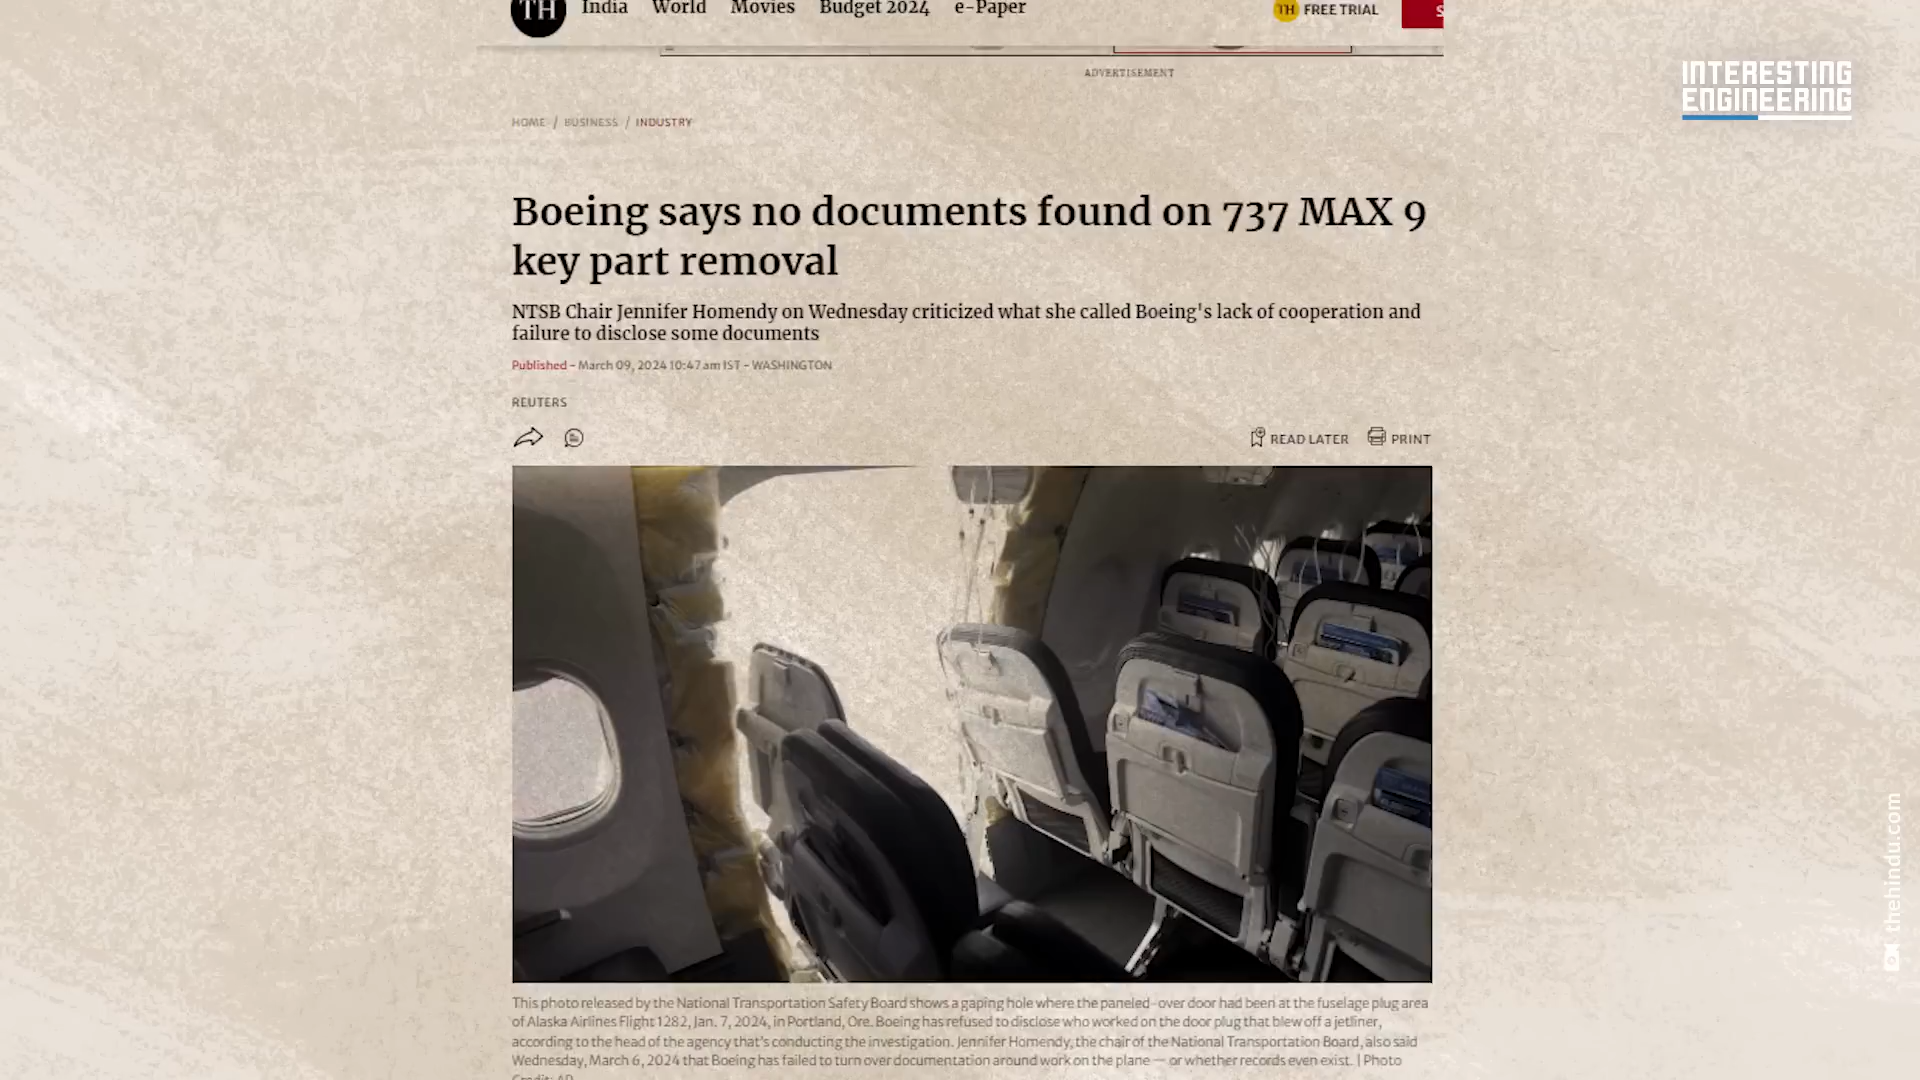 TH
India World Movies Budget 2024 e-Paper
TH FREE TRIAL
S
ADVERTISEMENT
INTERESTING
ENGINEERING
HOME / BUSINESS / INDUSTRY
Boeing says no documents found on 737 MAX 9
key part removal
NTSB Chair Jennifer Homendy on Wednesday criticized what she called Boeing's lack of cooperation and
failure to disclose some documents
Published - March 09, 2024 10:47 am IST - WASHINGTON
REUTERS
READ LATER PRINT
This photo released by the National Transportation Safety Board shows a gaping hole where the paneled-over door had been at the fuselage plug area
of Alaska Airlines Flight 1282, Jan. 7, 2024, in Portland, Ore. Boeing has refused to disclose who worked on the door plug that blew off a jetliner,
according to the head of the agency that's conducting the investigation. Jennifer Homendy, the chair of the National Transportation Board, also said
Wednesday, March 6, 2024 that Boeing has failed to turn over documentation around work on the plane — or whether records even exist. | Photo
Credit: AP
thehindu.com